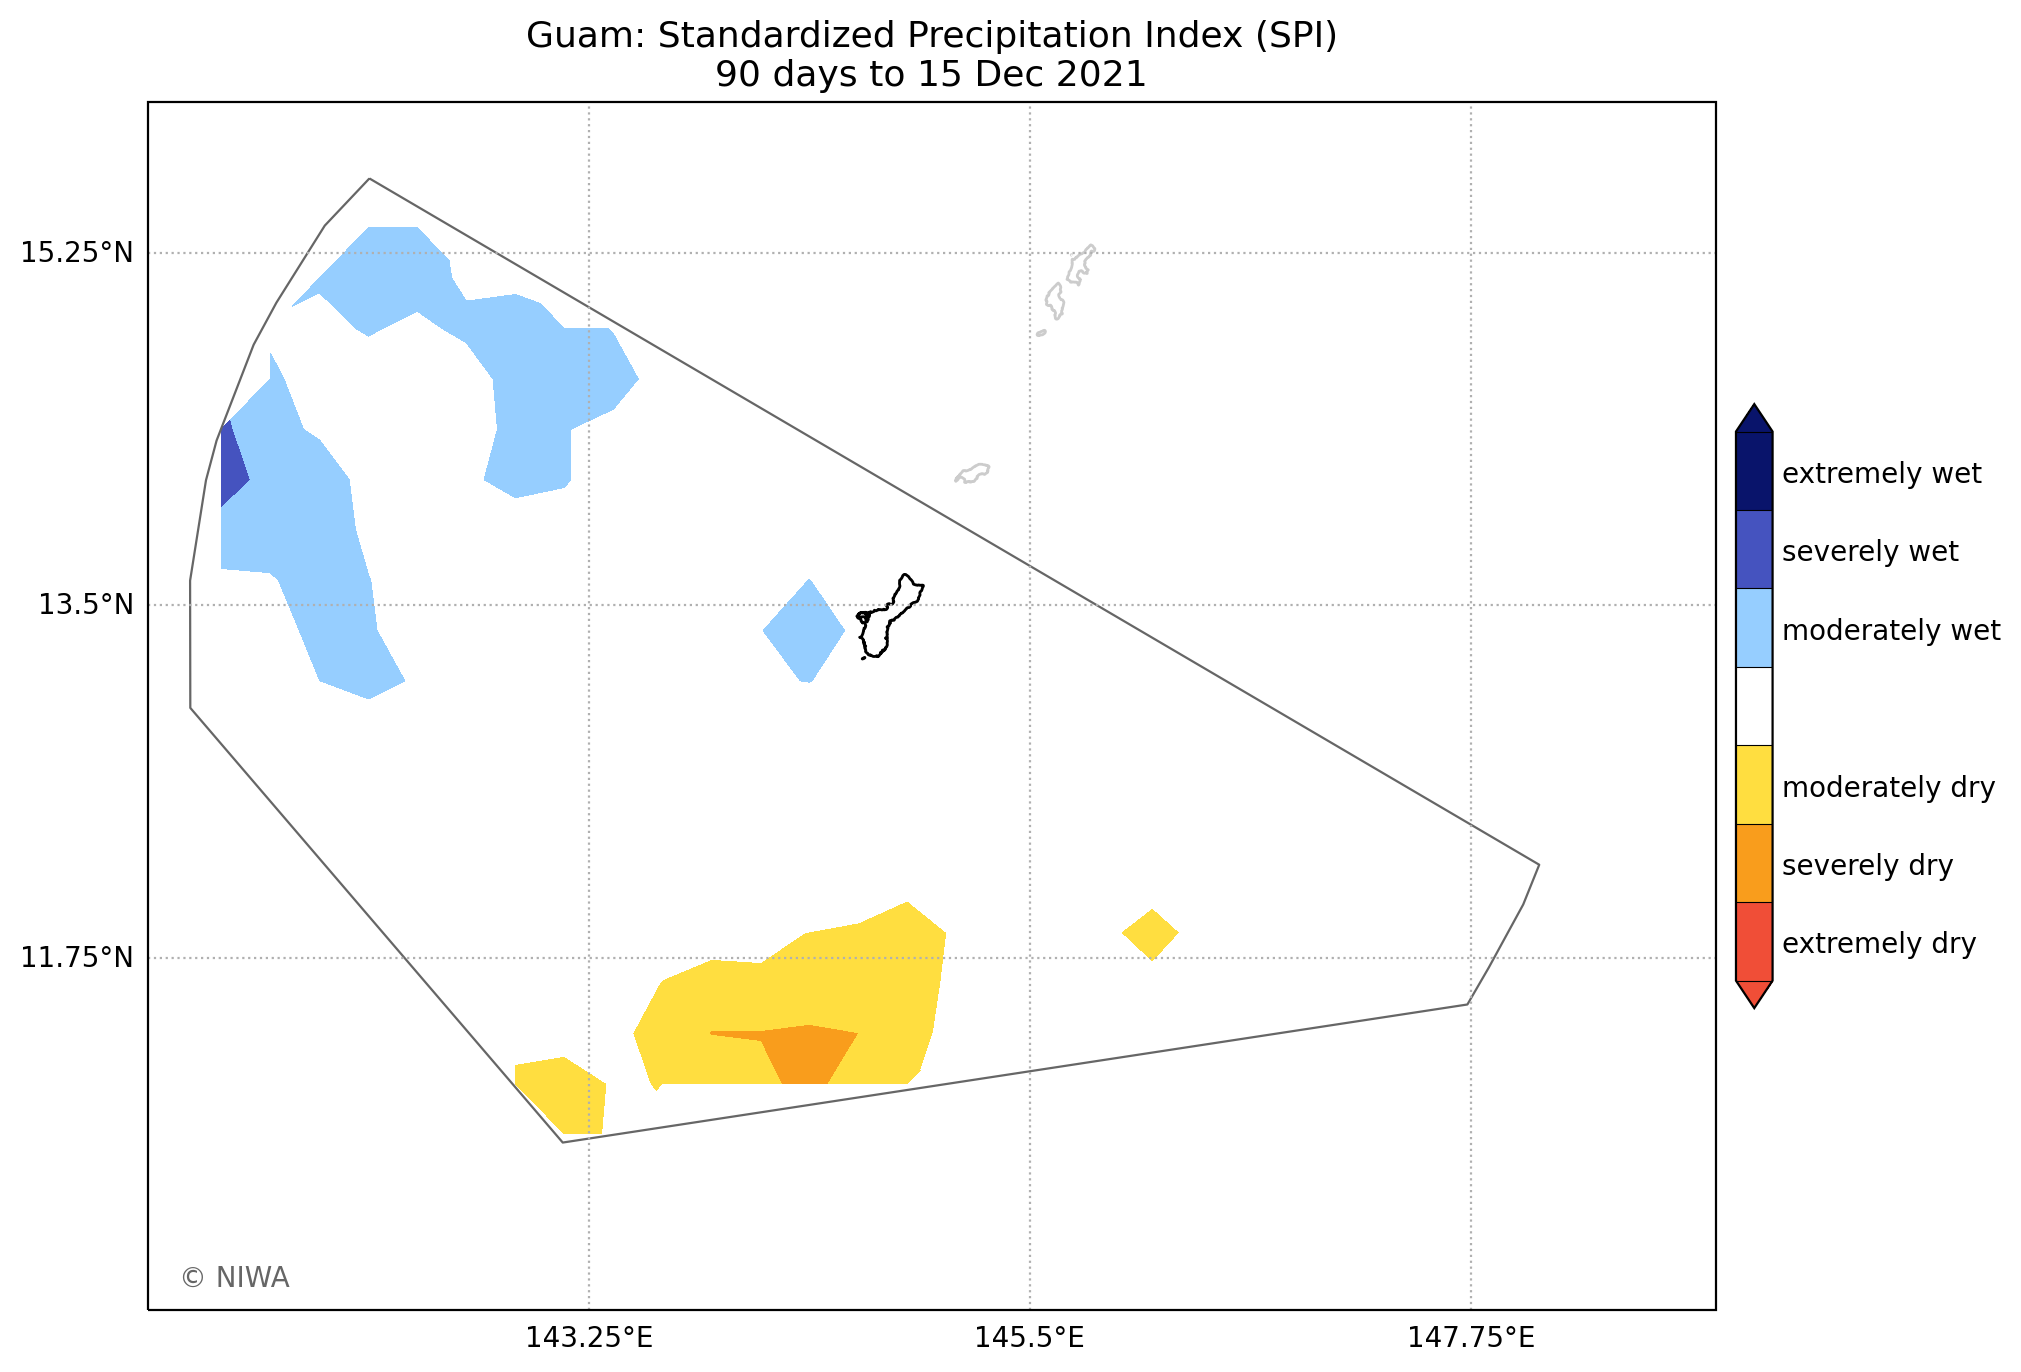 Guam: Standardized Precipitation Index (SPI)
90 days to 15 Dec 2021
15.25°N
13.5°N
11.75°N
143.25°E
145.5°E
147.75°E
extremely wet
severely wet
moderately wet
moderately dry
severely dry
extremely dry
© NIWA